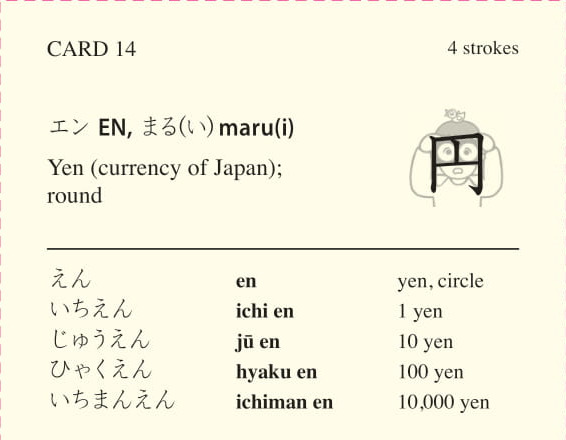 CARD 14 4 strokes
エン EN, まる(い) maru(i)
Yen (currency of Japan);
round
円
えん en yen, circle
いちえん ichi en 1 yen
じゅうえん jū en 10 yen
ひゃくえん hyaku en 100 yen
いちまんえん ichiman en 10,000 yen